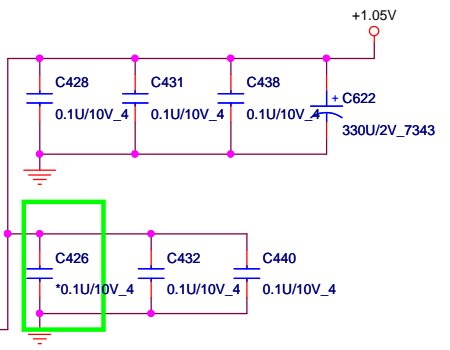 +1.05V
C428
0.1U/10V_4
C431
0.1U/10V_4
C438
0.1U/10V_4
+ C622
330U/2V_7343
C426
*0.1U/10V_4
C432
0.1U/10V_4
C440
0.1U/10V_4